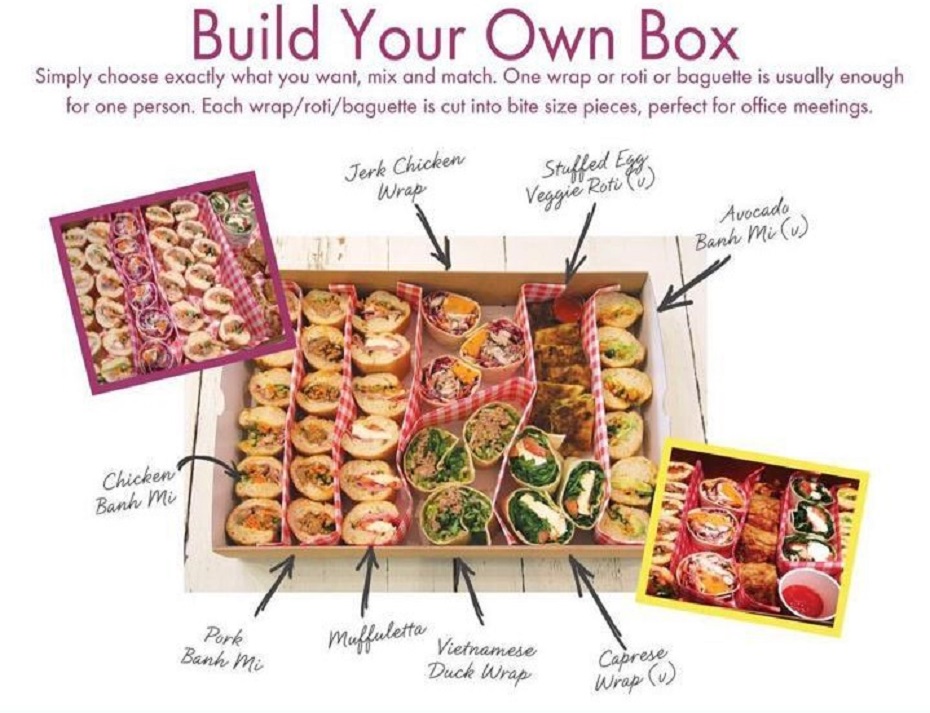 Build Your Own Box
Simply choose exactly what you want, mix and match. One wrap or roti or baguette is usually enough
for one person. Each wrap/roti/baguette is cut into bite size pieces, perfect for office meetings.
Jerk Chicken
Wrap
Stuffed Egg
Veggie Roti (v)
Avocado
Banh Mi (v)
Chicken
Banh Mi
Pork
Banh Mi
Muffuletta
Vietnamese
Duck Wrap
Caprese
Wrap (v)